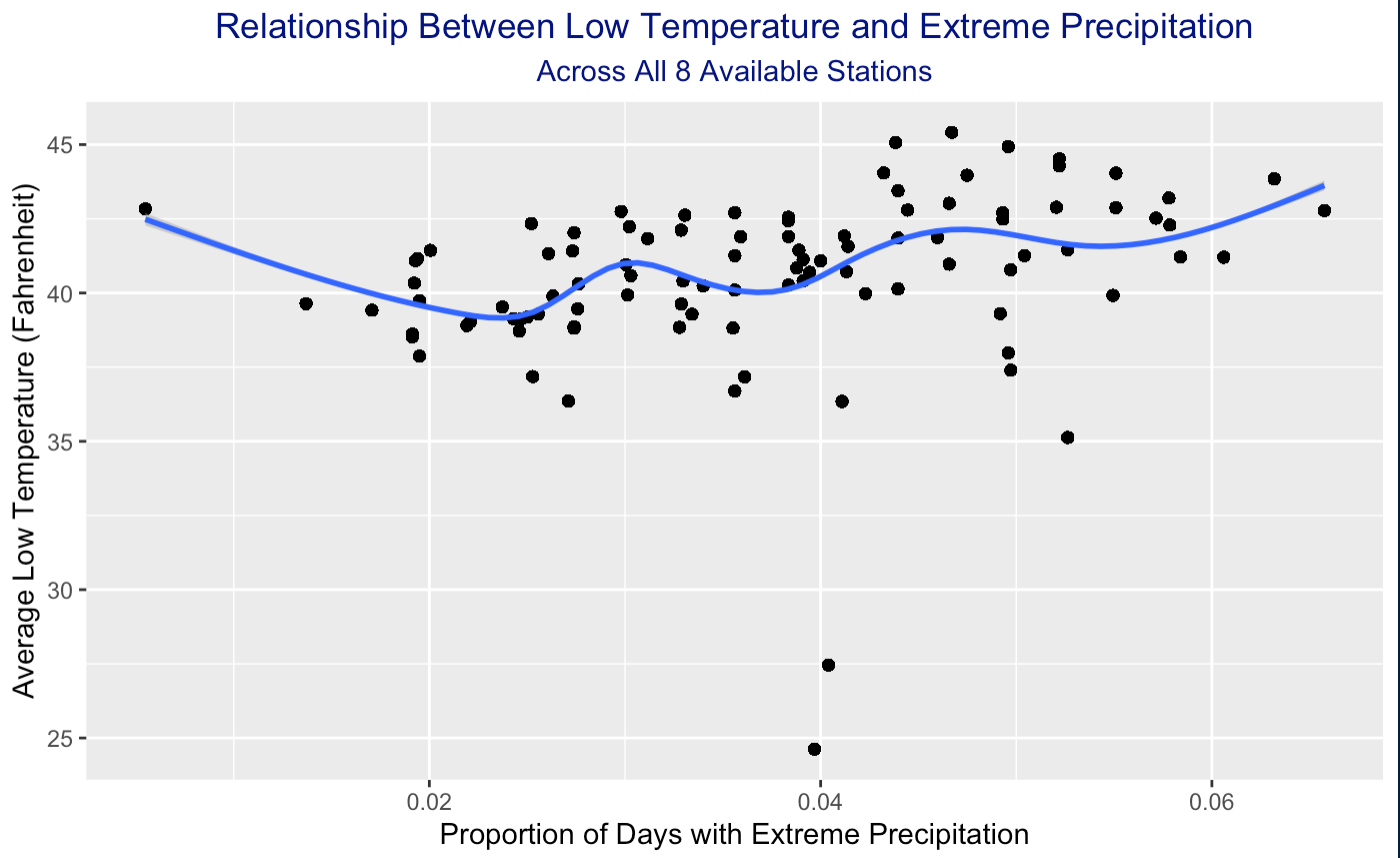 Relationship Between Low Temperature and Extreme Precipitation
Across All 8 Available Stations
Average Low Temperature (Fahrenheit)
45
40
35
30
25
0.02 0.04 0.06
Proportion of Days with Extreme Precipitation